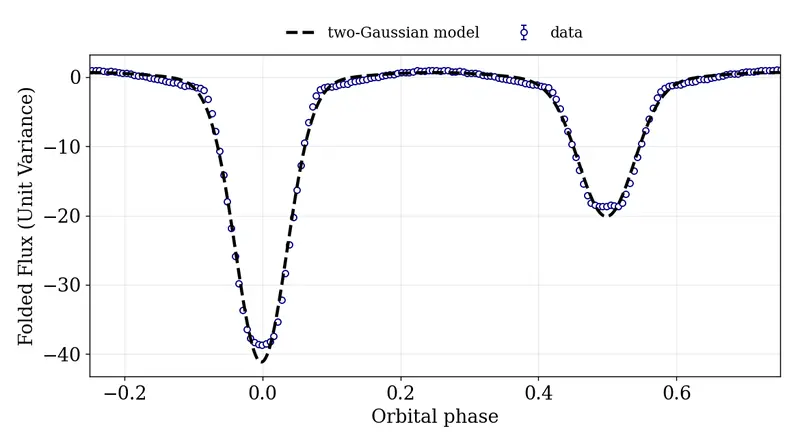 two-Gaussian model data
Folded Flux (Unit Variance)
0
−10
−20
−30
−40
−0.2 0.0 0.2 0.4 0.6
Orbital phase